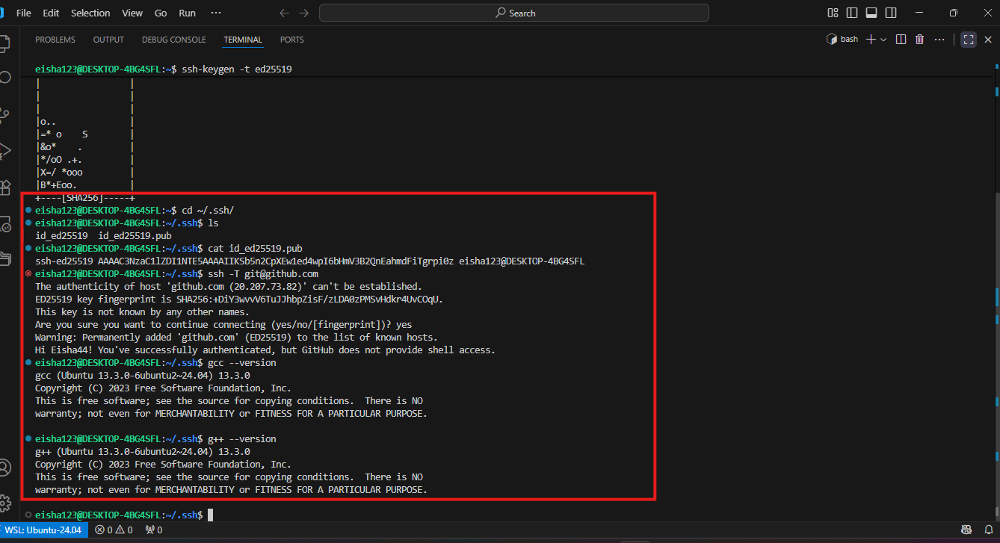 File Edit Selection View Go Run ···
Search
PROBLEMS OUTPUT DEBUG CONSOLE TERMINAL PORTS
bash
eisha123@DESKTOP-4BG4SFL:~$ ssh-keygen -t ed25519
|                 |
|                 |
|                 |
|o..              |
|=* o    S        |
|&o*    .         |
|*/oO .+.         |
|X=/ *ooo         |
|B*+Eoo.          |
+----[SHA256]-----+
eisha123@DESKTOP-4BG4SFL:~$ cd ~/.ssh/
eisha123@DESKTOP-4BG4SFL:~/.ssh$ ls
id_ed25519  id_ed25519.pub
eisha123@DESKTOP-4BG4SFL:~/.ssh$ cat id_ed25519.pub
ssh-ed25519 AAAAC3NzaC1lZDI1NTE5AAAAIIKSb5n2CpXEw1ed4wpI6bHmV3B2QnEahmdFiTgrpi0z eisha123@DESKTOP-4BG4SFL
eisha123@DESKTOP-4BG4SFL:~/.ssh$ ssh -T git@github.com
The authenticity of host 'github.com (20.207.73.82)' can't be established.
ED25519 key fingerprint is SHA256:+DiY3wvvV6TuJJhbpZisF/zLDA0zPMSvHdkr4UvCOqU.
This key is not known by any other names.
Are you sure you want to continue connecting (yes/no/[fingerprint])? yes
Warning: Permanently added 'github.com' (ED25519) to the list of known hosts.
Hi Eisha44! You've successfully authenticated, but GitHub does not provide shell access.
eisha123@DESKTOP-4BG4SFL:~/.ssh$ gcc --version
gcc (Ubuntu 13.3.0-6ubuntu2~24.04) 13.3.0
Copyright (C) 2023 Free Software Foundation, Inc.
This is free software; see the source for copying conditions.  There is NO
warranty; not even for MERCHANTABILITY or FITNESS FOR A PARTICULAR PURPOSE.
eisha123@DESKTOP-4BG4SFL:~/.ssh$ g++ --version
g++ (Ubuntu 13.3.0-6ubuntu2~24.04) 13.3.0
Copyright (C) 2023 Free Software Foundation, Inc.
This is free software; see the source for copying conditions.  There is NO
warranty; not even for MERCHANTABILITY or FITNESS FOR A PARTICULAR PURPOSE.
eisha123@DESKTOP-4BG4SFL:~/.ssh$
WSL: Ubuntu-24.04 0 0 0